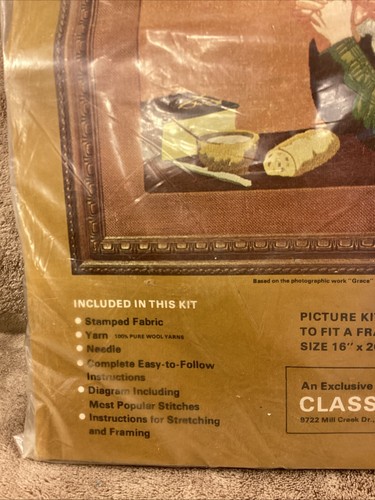 Based on the photographic work "Grace"
INCLUDED IN THIS KIT
• Stamped Fabric
• Yarn 100% PURE WOOL YARNS
• Needle
• Complete Easy-to-Follow
Instructions
• Diagram Including
Most Popular Stitches
• Instructions for Stretching
and Framing
PICTURE KI
TO FIT A FRA
SIZE 16" x 2
An Exclusive
CLASS
8722 Mill Creek Dr.,